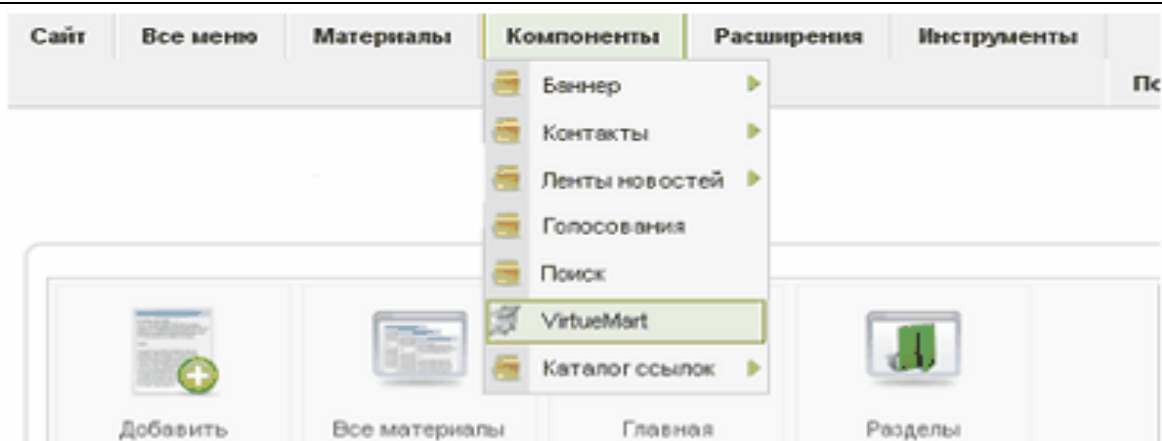 Сайт Все меню Материалы Компоненты Расширения Инструменты
Баннер
По
Контакты
Ленты новостей
Голосования
Поиск
VirtueMart
Каталог ссылок
Добавить Все материалы Главная Разделы